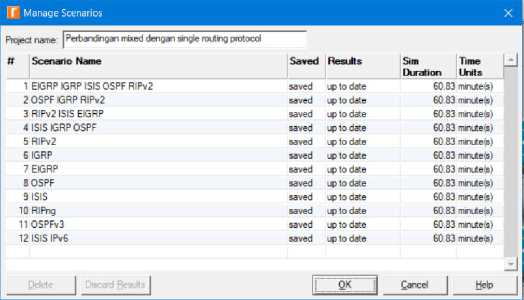 Manage Scenarios
Project name: Perbandingan mixed dengan single routing protocol
# Scenario Name Saved Results Sim Duration Time Units
1 EIGRP IGRP ISIS OSPF RIPv2 saved up to date 60.83 minute(s)
2 OSPF IGRP RIPv2 saved up to date 60.83 minute(s)
3 RIPv2 ISIS EIGRP saved up to date 60.83 minute(s)
4 ISIS IGRP OSPF saved up to date 60.83 minute(s)
5 RIPv2 saved up to date 60.83 minute(s)
6 IGRP saved up to date 60.83 minute(s)
7 EIGRP saved up to date 60.83 minute(s)
8 OSPF saved up to date 60.83 minute(s)
9 ISIS saved up to date 60.83 minute(s)
10 RIPng saved up to date 60.83 minute(s)
11 OSPFv3 saved up to date 60.83 minute(s)
12 ISIS IPv6 saved up to date 60.83 minute(s)
Delete Discard Results OK Cancel Help